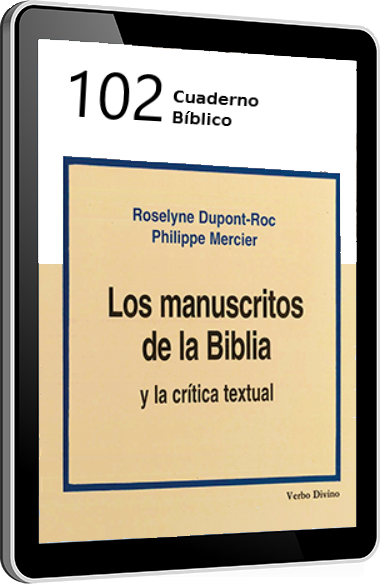 102 Cuaderno
Bíblico
Roselyne Dupont-Roc
Philippe Mercier
Los manuscritos
de la Biblia
y la crítica textual
Verbo Divino